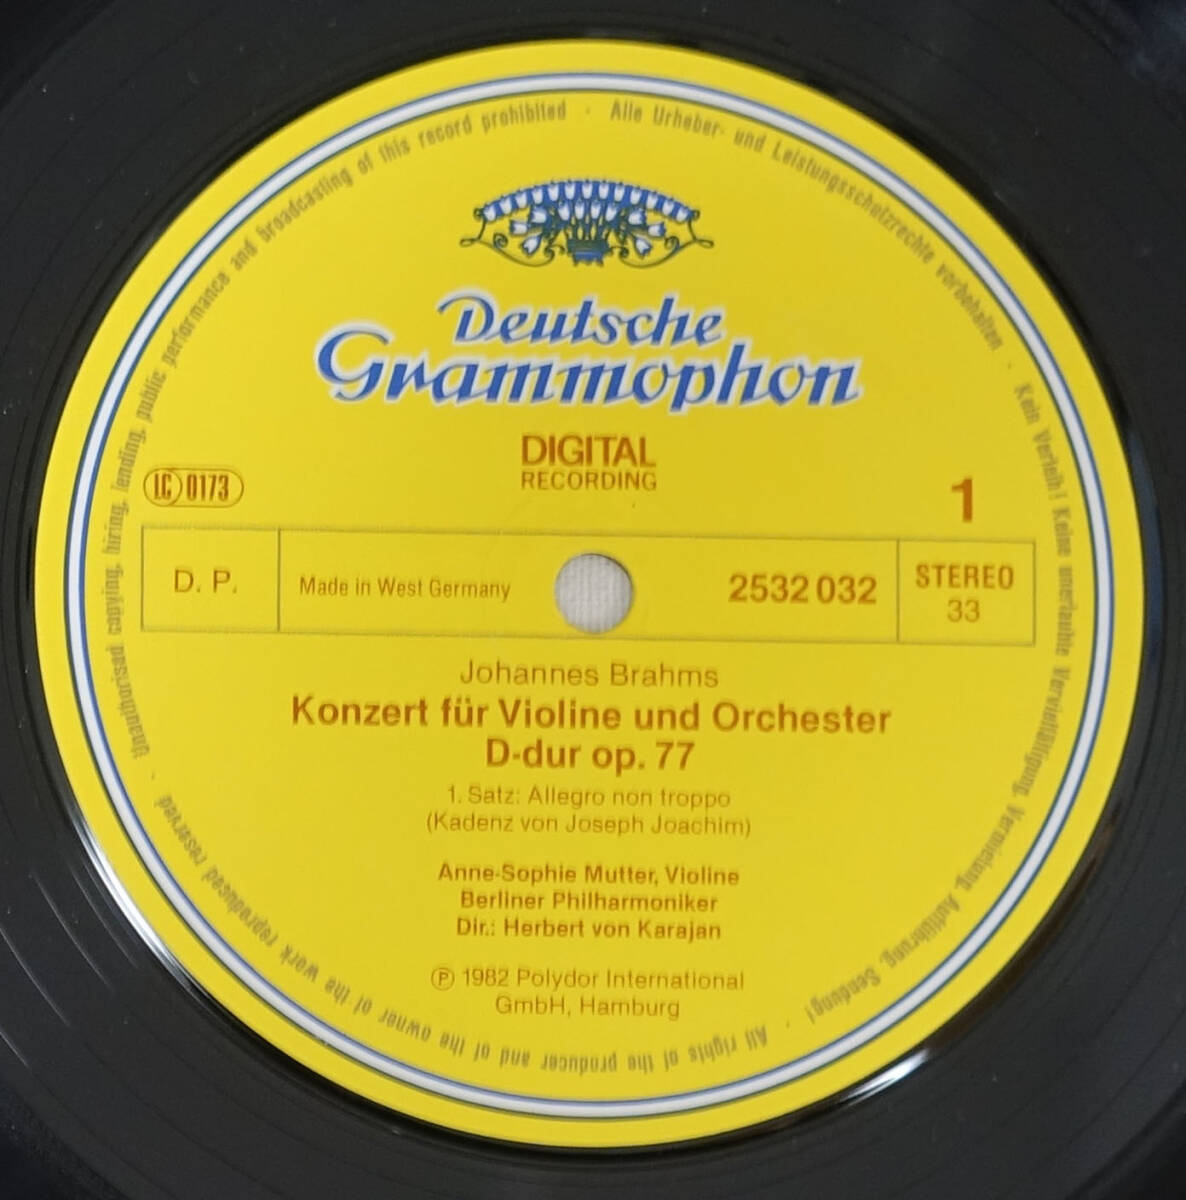 Deutsche
Grammophon
DIGITAL
RECORDING
LC 0173
1
D. P.
Made in West Germany
2532 032
STEREO
33
Johannes Brahms
Konzert für Violine und Orchester
D-dur op. 77
1. Satz: Allegro non troppo
(Kadenz von Joseph Joachim)
Anne-Sophie Mutter, Violine
Berliner Philharmoniker
Dir.: Herbert von Karajan
Ⓟ 1982 Polydor International
GmbH, Hamburg
Alle Urheber- und Leistungsschutzrechte vorbehalten · Kein Verleih! Keine unerlaubte Vervielfältigung, Vermietung, Aufführung, Sendung! · All rights of the producer and of the owner of the work reproduced reserved · Unauthorised copying, hiring, lending, public performance and broadcasting of this record prohibited ·